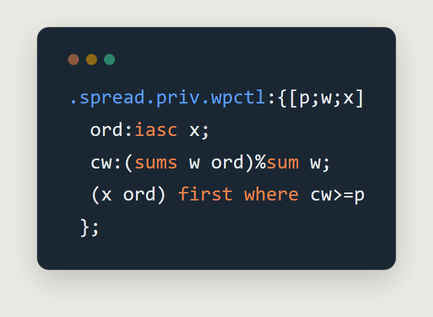 .spread.priv.wpctl:{[p;w;x]
  ord:iasc x;
  cw:(sums w ord)%sum w;
  (x ord) first where cw>=p
 };